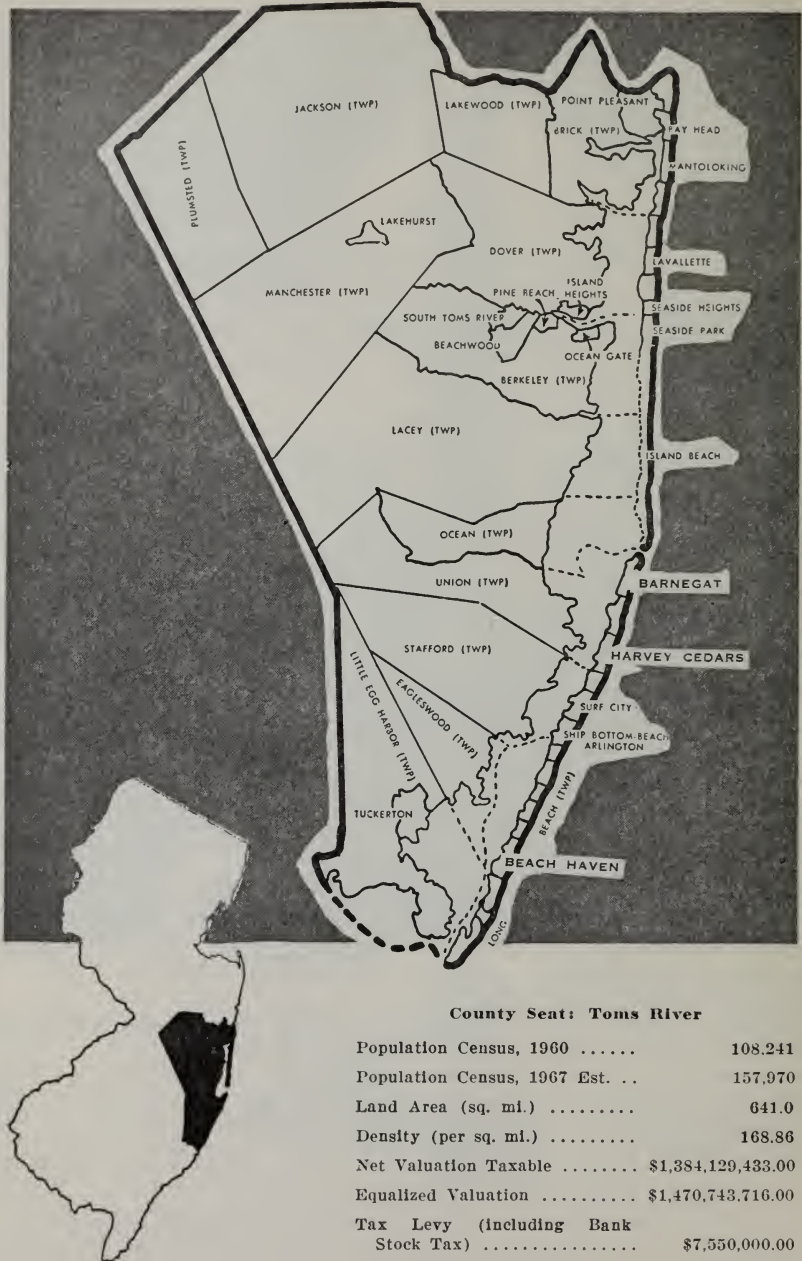 JACKSON (TWP)
LAKEWOOD (TWP)
POINT PLEASANT
BRICK (TWP)
BAY HEAD
MANTOLOKING
PLUMSTED (TWP)
LAKEHURST
DOVER (TWP)
LAVALLETTE
MANCHESTER (TWP)
PINE BEACH
ISLAND
HEIGHTS
SEASIDE HEIGHTS
SOUTH TOMS RIVER
SEASIDE PARK
BEACHWOOD
OCEAN GATE
BERKELEY (TWP)
LACEY (TWP)
ISLAND BEACH
OCEAN (TWP)
UNION (TWP)
BARNEGAT
STAFFORD (TWP)
HARVEY CEDARS
LITTLE EGG HARBOR (TWP)
EAGLESWOOD (TWP)
SURF CITY
SHIP BOTTOM-BEACH
ARLINGTON
TUCKERTON
LONG BEACH (TWP)
BEACH HAVEN
County Seat: Toms River
Population Census, 1960 ...... 108.241
Population Census, 1967 Est. .. 157,970
Land Area (sq. mi.) ......... 641.0
Density (per sq. mi.) ......... 168.86
Net Valuation Taxable ........ $1,384,129,433.00
Equalized Valuation .......... $1,470,743.716.00
Tax Levy (including Bank
Stock Tax) ................ $7,550,000.00